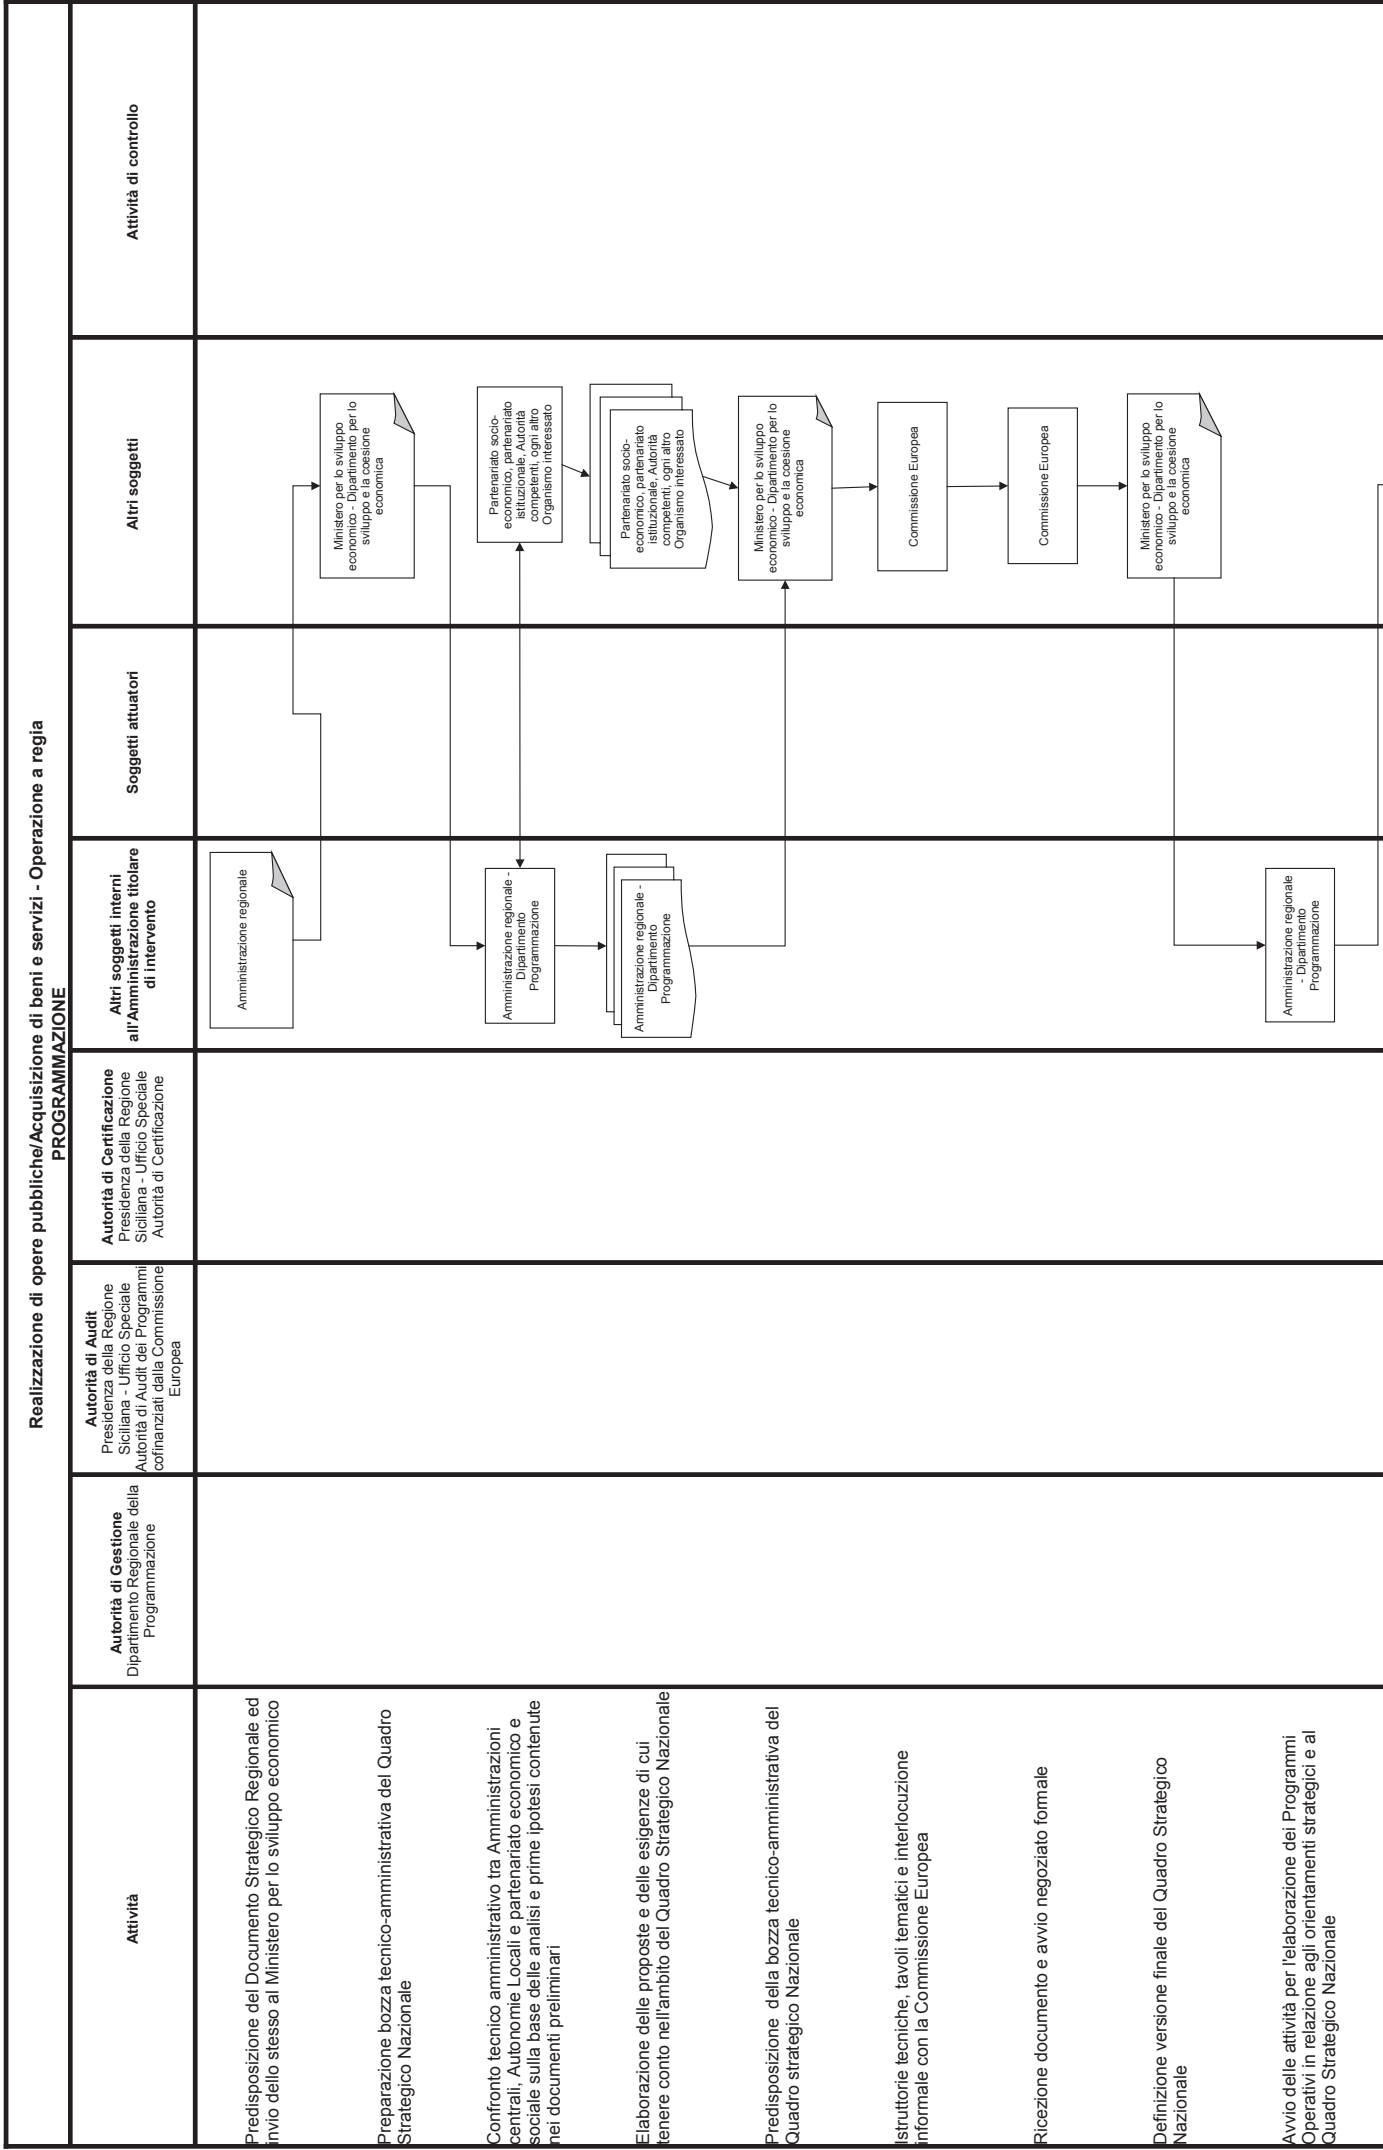 Realizzazione di opere pubbliche/Acquisizione di beni e servizi - Operazione a regia
PROGRAMMAZIONE
Attività
Autorità di Gestione
Dipartimento Regionale della
Programmazione
Autorità di Audit
Presidenza della Regione
Siciliana - Ufficio Speciale
Autorità di Audit dei Programmi
cofinanziati dalla Commissione
Europea
Autorità di Certificazione
Presidenza della Regione
Siciliana - Ufficio Speciale
Autorità di Certificazione
Altri soggetti interni
all'Amministrazione titolare
di intervento
Soggetti attuatori
Altri soggetti
Attività di controllo
Predisposizione del Documento Strategico Regionale ed
invio dello stesso al Ministero per lo sviluppo economico
Amministrazione regionale
Preparazione bozza tecnico-amministrativa del Quadro
Strategico Nazionale
Ministero per lo sviluppo
economico - Dipartimento per lo
sviluppo e la coesione
economica
Confronto tecnico amministrativo tra Amministrazioni
centrali, Autonomie Locali e partenariato economico e
sociale sulla base delle analisi e prime ipotesi contenute
nei documenti preliminari
Amministrazione regionale -
Dipartimento
Programmazione
Partenariato socio-
economico, partenariato
istituzionale, Autorità
competenti, ogni altro
Organismo interessato
Elaborazione delle proposte e delle esigenze di cui
tenere conto nell'ambito del Quadro Strategico Nazionale
Amministrazione regionale -
Dipartimento
Programmazione
Partenariato socio-
economico, partenariato
istituzionale, Autorità
competenti, ogni altro
Organismo interessato
Predisposizione della bozza tecnico-amministrativa del
Quadro strategico Nazionale
Ministero per lo sviluppo
economico - Dipartimento per lo
sviluppo e la coesione
economica
Istruttorie tecniche, tavoli tematici e interlocuzione
informale con la Commissione Europea
Commissione Europea
Ricezione documento e avvio negoziato formale
Commissione Europea
Definizione versione finale del Quadro Strategico
Nazionale
Ministero per lo sviluppo
economico - Dipartimento per lo
sviluppo e la coesione
economica
Avvio delle attività per l'elaborazione dei Programmi
Operativi in relazione agli orientamenti strategici e al
Quadro Strategico Nazionale
Amministrazione regionale
- Dipartimento
Programmazione